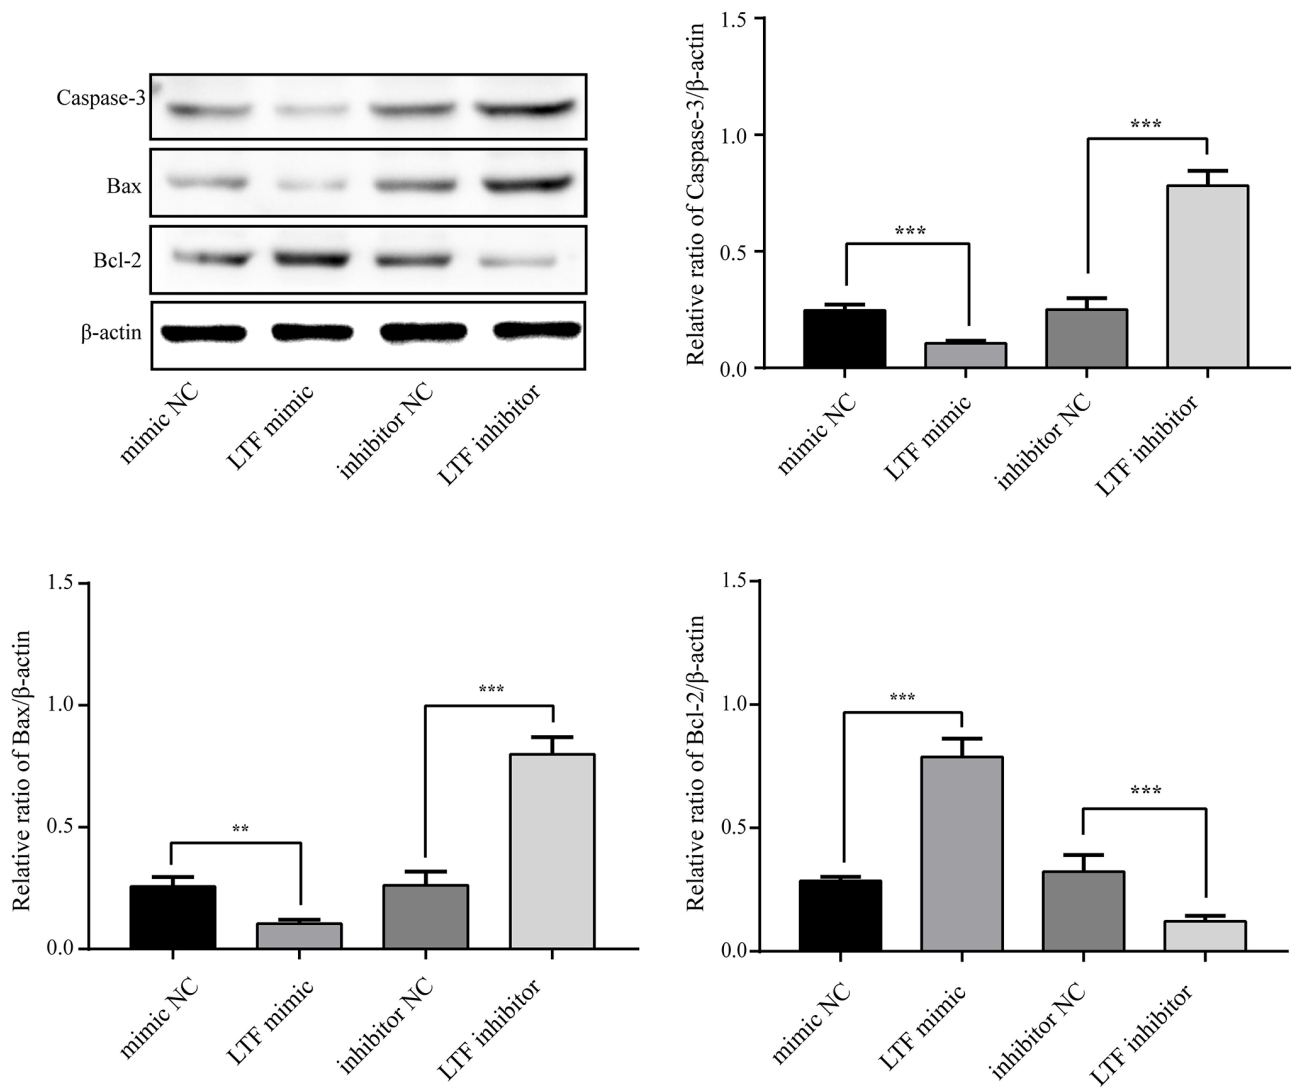 Caspase-3
Bax
Bcl-2
β-actin
mimic NC
LTF mimic
inhibitor NC
LTF inhibitor
Relative ratio of Caspase-3/β-actin
1.5
1.0
0.5
0.0
***
***
mimic NC
LTF mimic
inhibitor NC
LTF inhibitor
Relative ratio of Bax/β-actin
1.5
1.0
0.5
0.0
**
***
mimic NC
LTF mimic
inhibitor NC
LTF inhibitor
Relative ratio of Bcl-2/β-actin
1.5
1.0
0.5
0.0
***
***
mimic NC
LTF mimic
inhibitor NC
LTF inhibitor